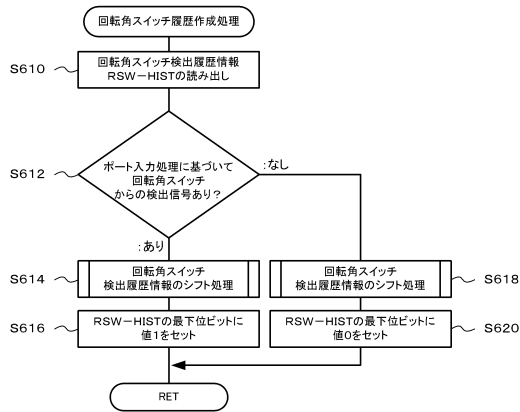 回転角スイッチ履歴作成処理
S610
回転角スイッチ検出履歴情報
RSW－HISTの読み出し
S612
ポート入力処理に基づいて
回転角スイッチ
からの検出信号あり？
：なし
：あり
S614
回転角スイッチ
検出履歴情報のシフト処理
回転角スイッチ
検出履歴情報のシフト処理
S618
S616
RSW－HISTの最下位ビットに
値1をセット
RSW－HISTの最下位ビットに
値0をセット
S620
RET